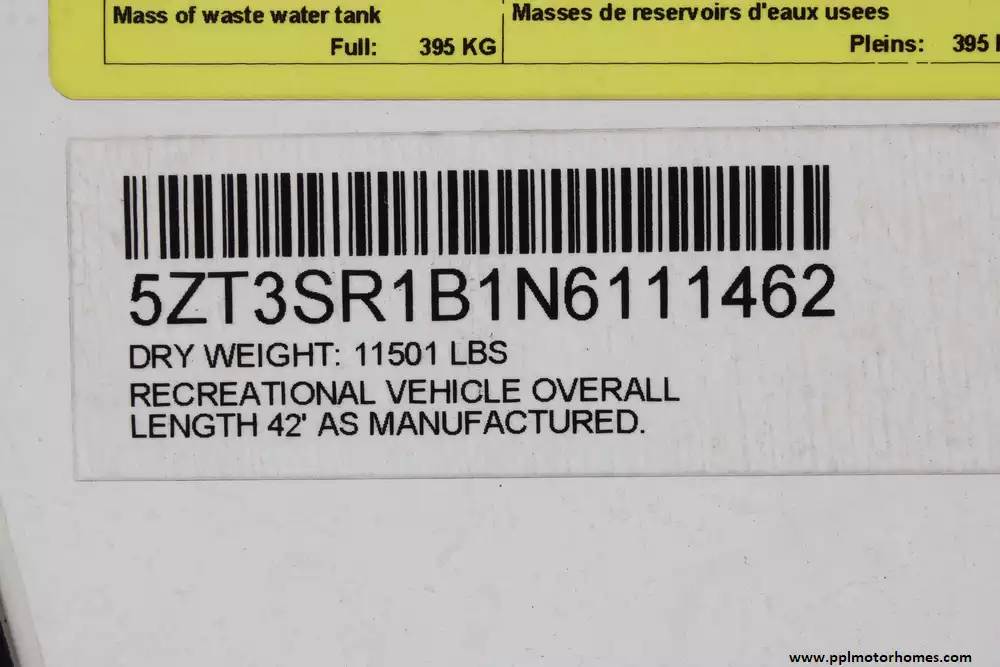 Mass of waste water tank
Full: 395 KG
Masses de reservoirs d'eaux usees
Pleins: 395
5ZT3SR1B1N6111462
DRY WEIGHT: 11501 LBS
RECREATIONAL VEHICLE OVERALL
LENGTH 42' AS MANUFACTURED.
www.pplmotorhomes.com